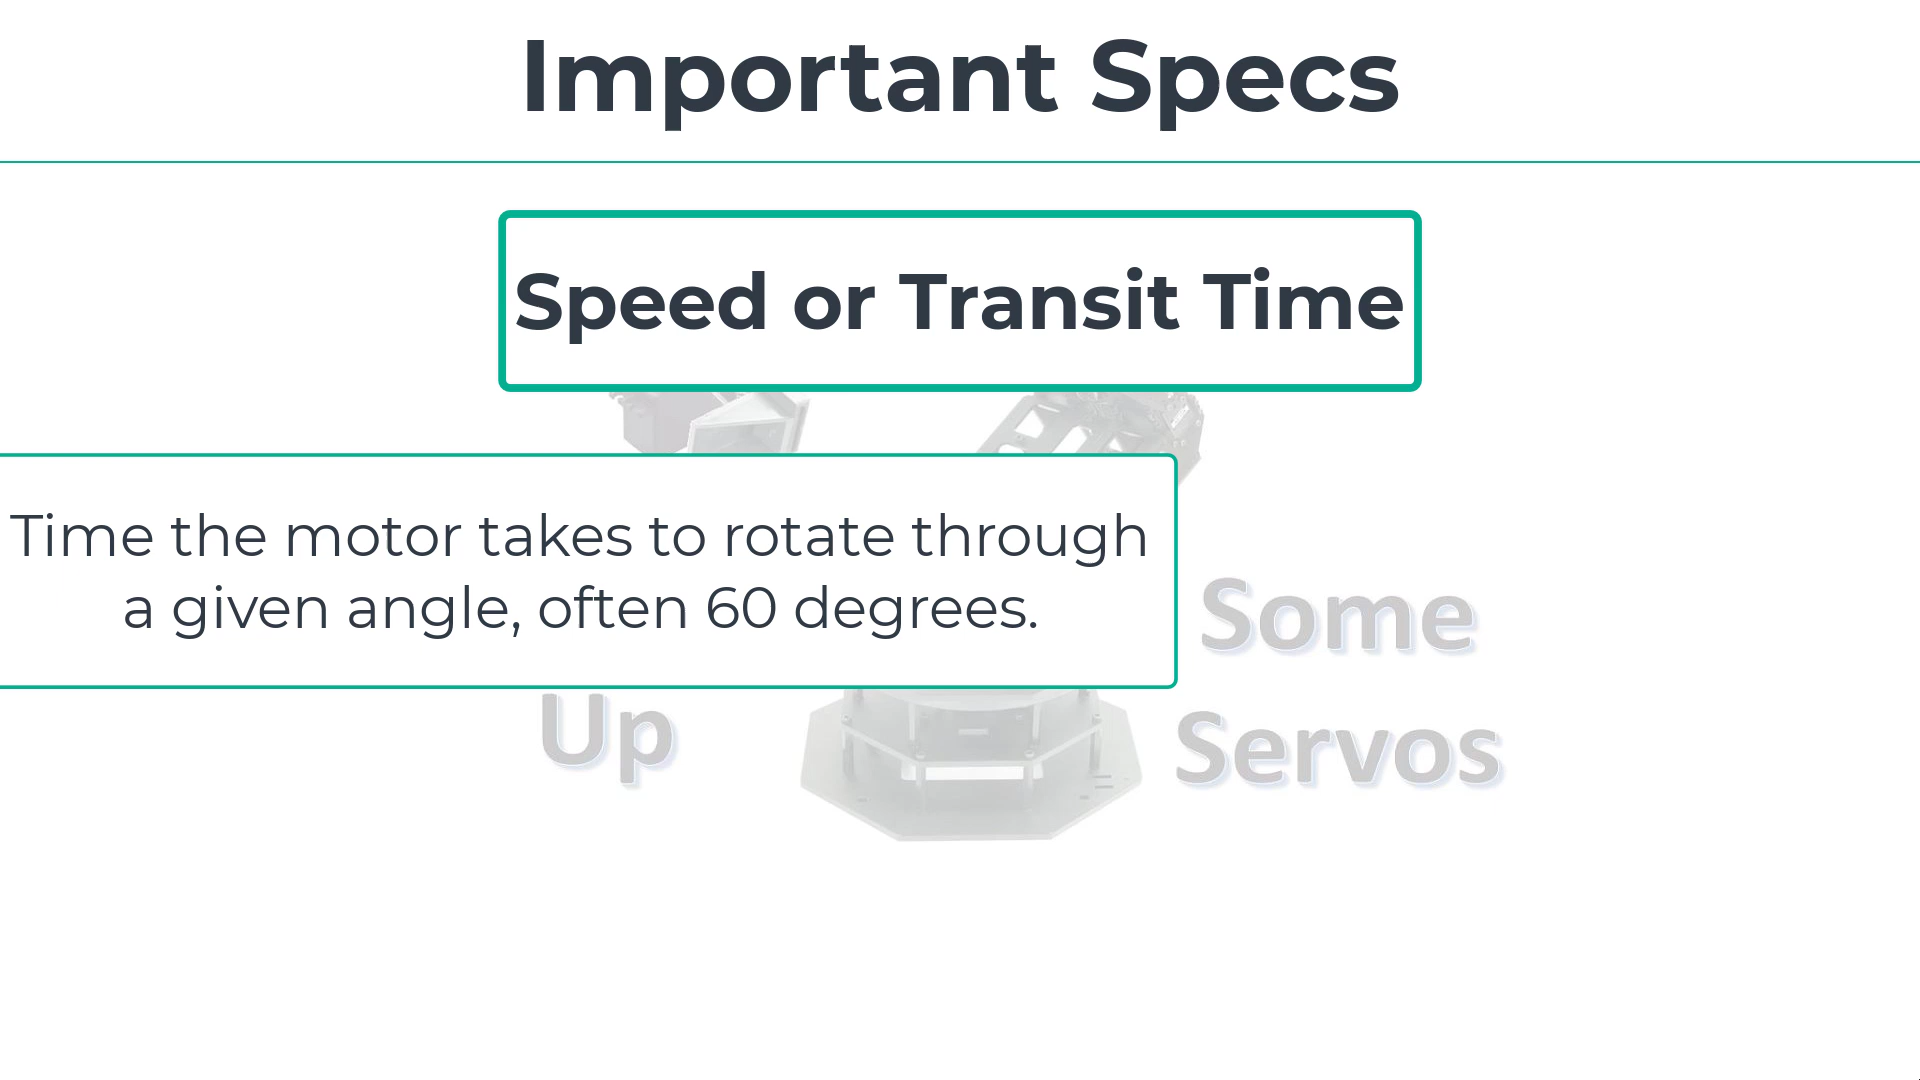 Important Specs
Speed or Transit Time
Time the motor takes to rotate through
a given angle, often 60 degrees.
Some
Up
Servos